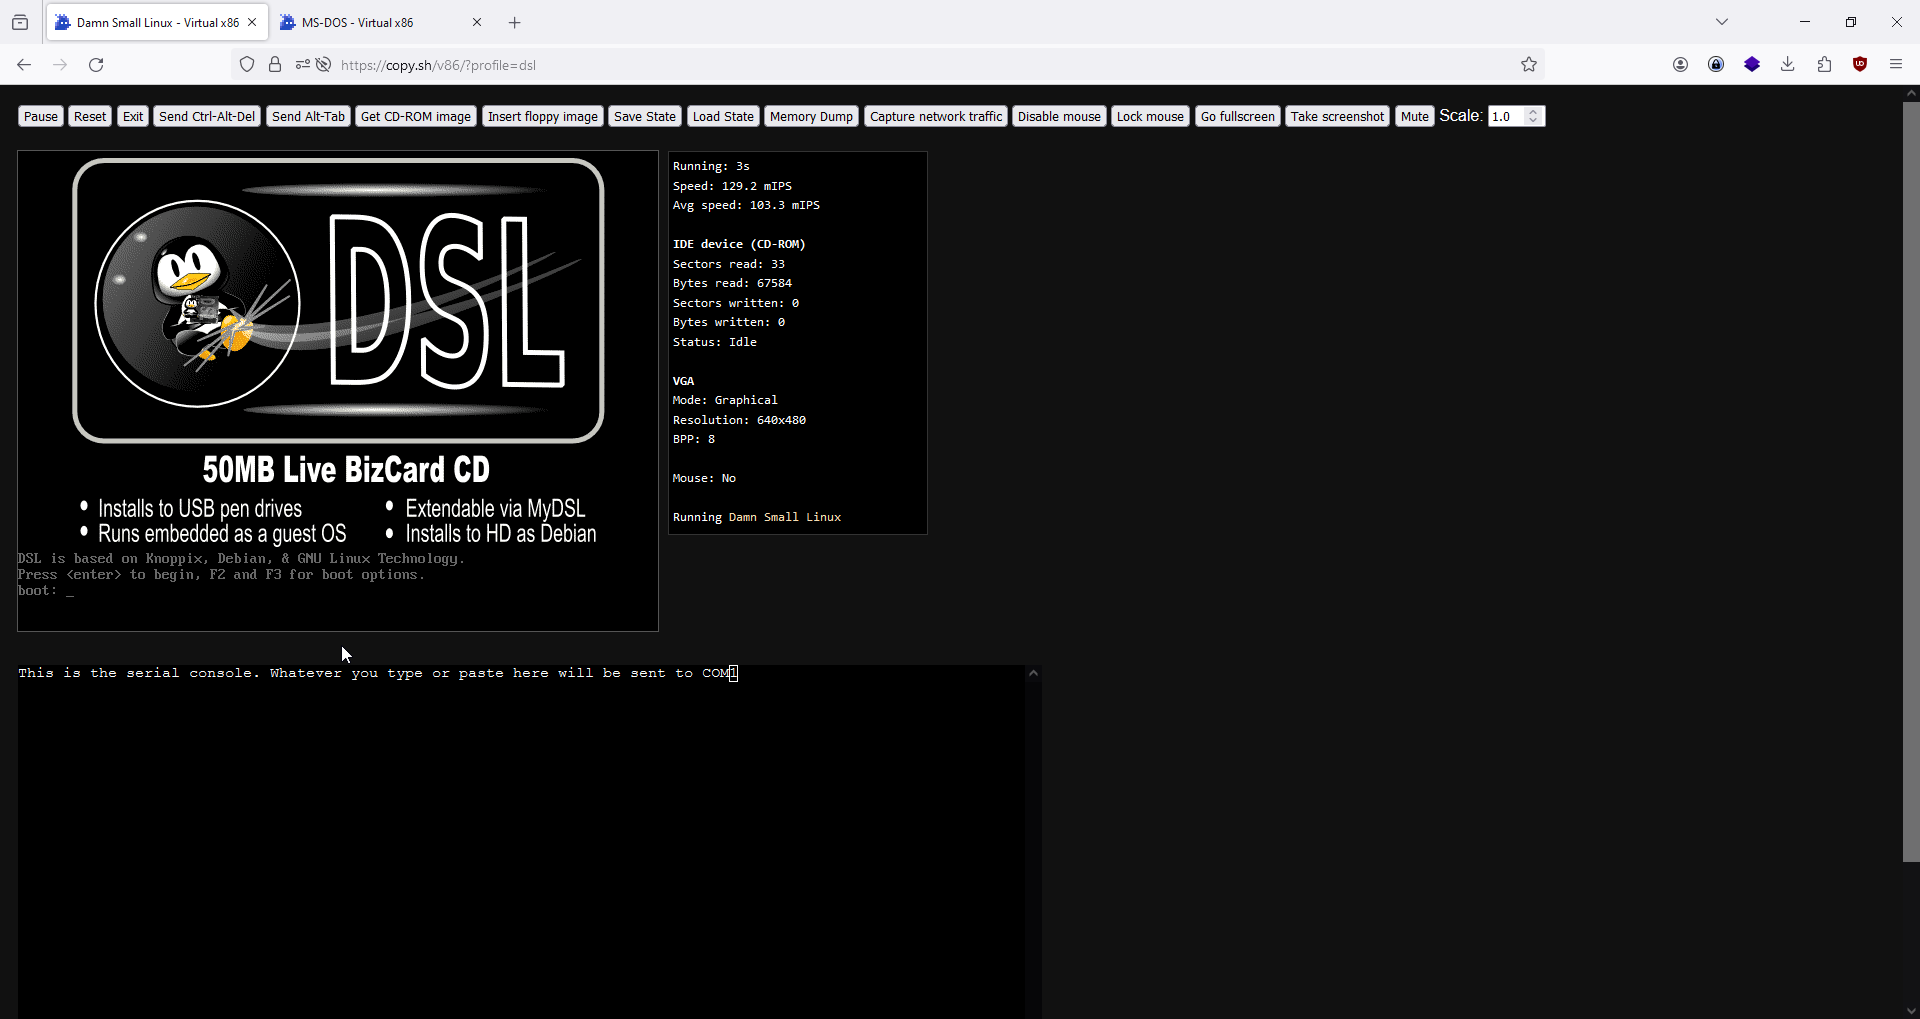 Damn Small Linux - Virtual x86
MS-DOS - Virtual x86
https://copy.sh/v86/?profile=dsl
Pause Reset Exit Send Ctrl-Alt-Del Send Alt-Tab Get CD-ROM image Insert floppy image Save State Load State Memory Dump Capture network traffic Disable mouse Lock mouse Go fullscreen Take screenshot Mute Scale: 1.0
DSL
50MB Live BizCard CD
• Installs to USB pen drives
• Runs embedded as a guest OS
• Extendable via MyDSL
• Installs to HD as Debian
DSL is based on Knoppix, Debian, & GNU Linux Technology.
Press <enter> to begin, F2 and F3 for boot options.
boot: _
Running: 3s
Speed: 129.2 mIPS
Avg speed: 103.3 mIPS
IDE device (CD-ROM)
Sectors read: 33
Bytes read: 67584
Sectors written: 0
Bytes written: 0
Status: Idle
VGA
Mode: Graphical
Resolution: 640x480
BPP: 8
Mouse: No
Running Damn Small Linux
This is the serial console. Whatever you type or paste here will be sent to COM1